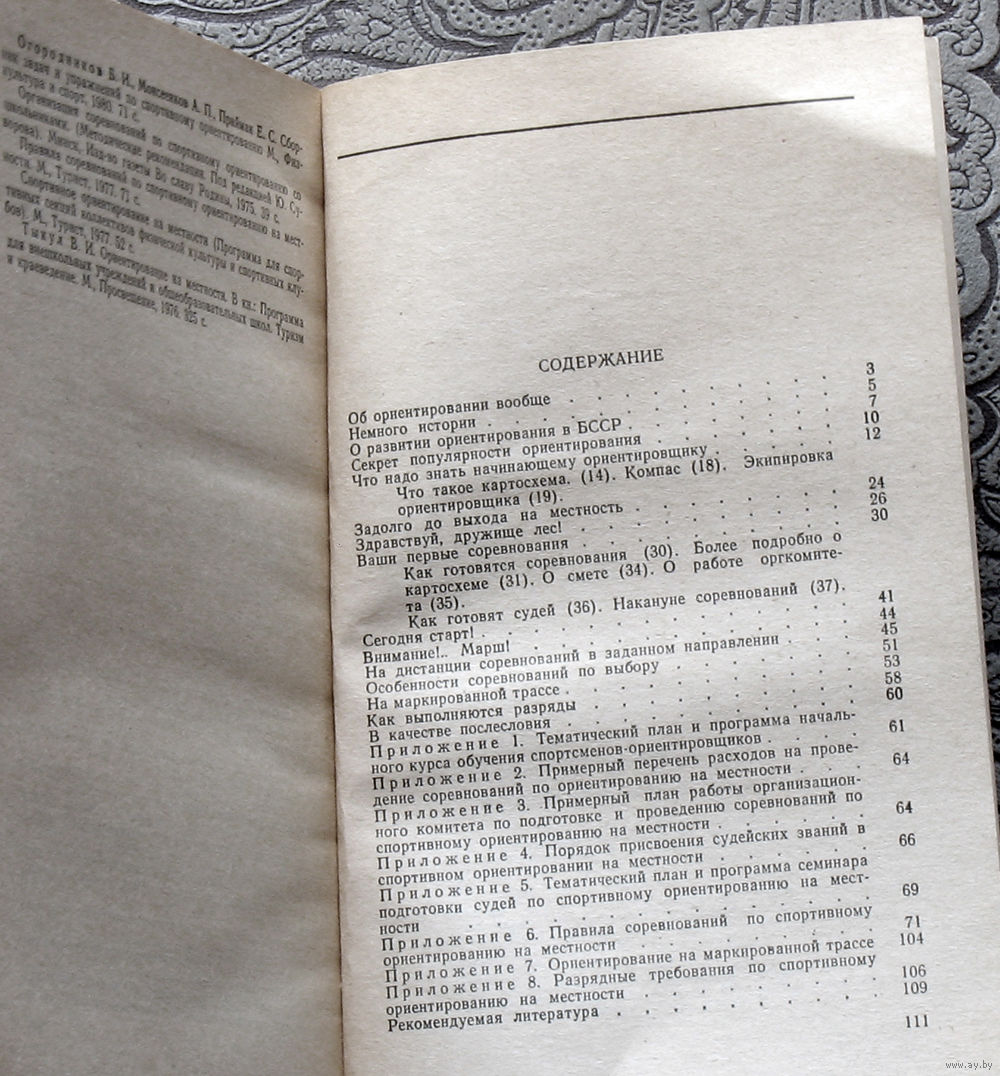 Огородников Б. И., Моисеенков А. П., Приймак Е. С. Сбор-
ник задач и упражнений по спортивному ориентированию М., Физ-
культура и спорт, 1980. 71 с.
Организация соревнований по спортивному ориентированию со
школьниками. (Методические рекомендации. Под редакцией Ю. Су-
ворова). Минск, Изд-во газеты Во славу Родины, 1975. 39 с.
Правила соревнований по спортивному ориентированию на мест-
ности. М., Турист, 1977. 71 с.
Спортивное ориентирование на местности (Программа для спор-
тивных секций коллективов физической культуры и спортивных клу-
бов). М., Турист, 1977. 52 с.
Тыкул В. И. Ориентирование на местности. В кн.: Программа
для внешкольных учреждений и общеобразовательных школ. Туризм
и краеведение. М., Просвещение, 1976. 325 с.
СОДЕРЖАНИЕ
Об ориентировании вообще . . . . . . . . . 3
Немного истории . . . . . . . . . . . 5
О развитии ориентирования в БССР . . . . . . . 7
Секрет популярности ориентирования . . . . . . 10
Что надо знать начинающему ориентировщику . . . . 12
Что такое картосхема. (14). Компас (18). Экипировка
ориентировщика (19).
Задолго до выхода на местность . . . . . . . 24
Здравствуй, дружище лес! . . . . . . . . 26
Ваши первые соревнования . . . . . . . . 30
Как готовятся соревнования (30). Более подробно о
картосхеме (31). О смете (34). О работе оргкомите-
та (35).
Как готовят судей (36). Накануне соревнований (37).
Сегодня старт! . . . . . . . . . . . 41
Внимание!.. Марш! . . . . . . . . . . 44
На дистанции соревнований в заданном направлении . . . 45
Особенности соревнований по выбору . . . . . . 51
На маркированной трассе . . . . . . . . . 53
Как выполняются разряды . . . . . . . . 58
В качестве послесловия . . . . . . . . . 60
Приложение 1. Тематический план и программа началь-
ного курса обучения спортсменов-ориентировщиков . . . . 61
Приложение 2. Примерный перечень расходов на прове-
дение соревнований по ориентированию на местности . . . 64
Приложение 3. Примерный план работы организацион-
ного комитета по подготовке и проведению соревнований по
спортивному ориентированию на местности . . . . . 64
Приложение 4. Порядок присвоения судейских званий в
спортивном ориентировании на местности . . . . . 66
Приложение 5. Тематический план и программа семинара
подготовки судей по спортивному ориентированию на мест-
ности . . . . . . . . . . . . . 69
Приложение 6. Правила соревнований по спортивному
ориентированию на местности . . . . . . . . 71
Приложение 7. Ориентирование на маркированной трассе 104
Приложение 8. Разрядные требования по спортивному
ориентированию на местности . . . . . . . . 106
Рекомендуемая литература . . . . . . . . . 109
111
www.ay.by